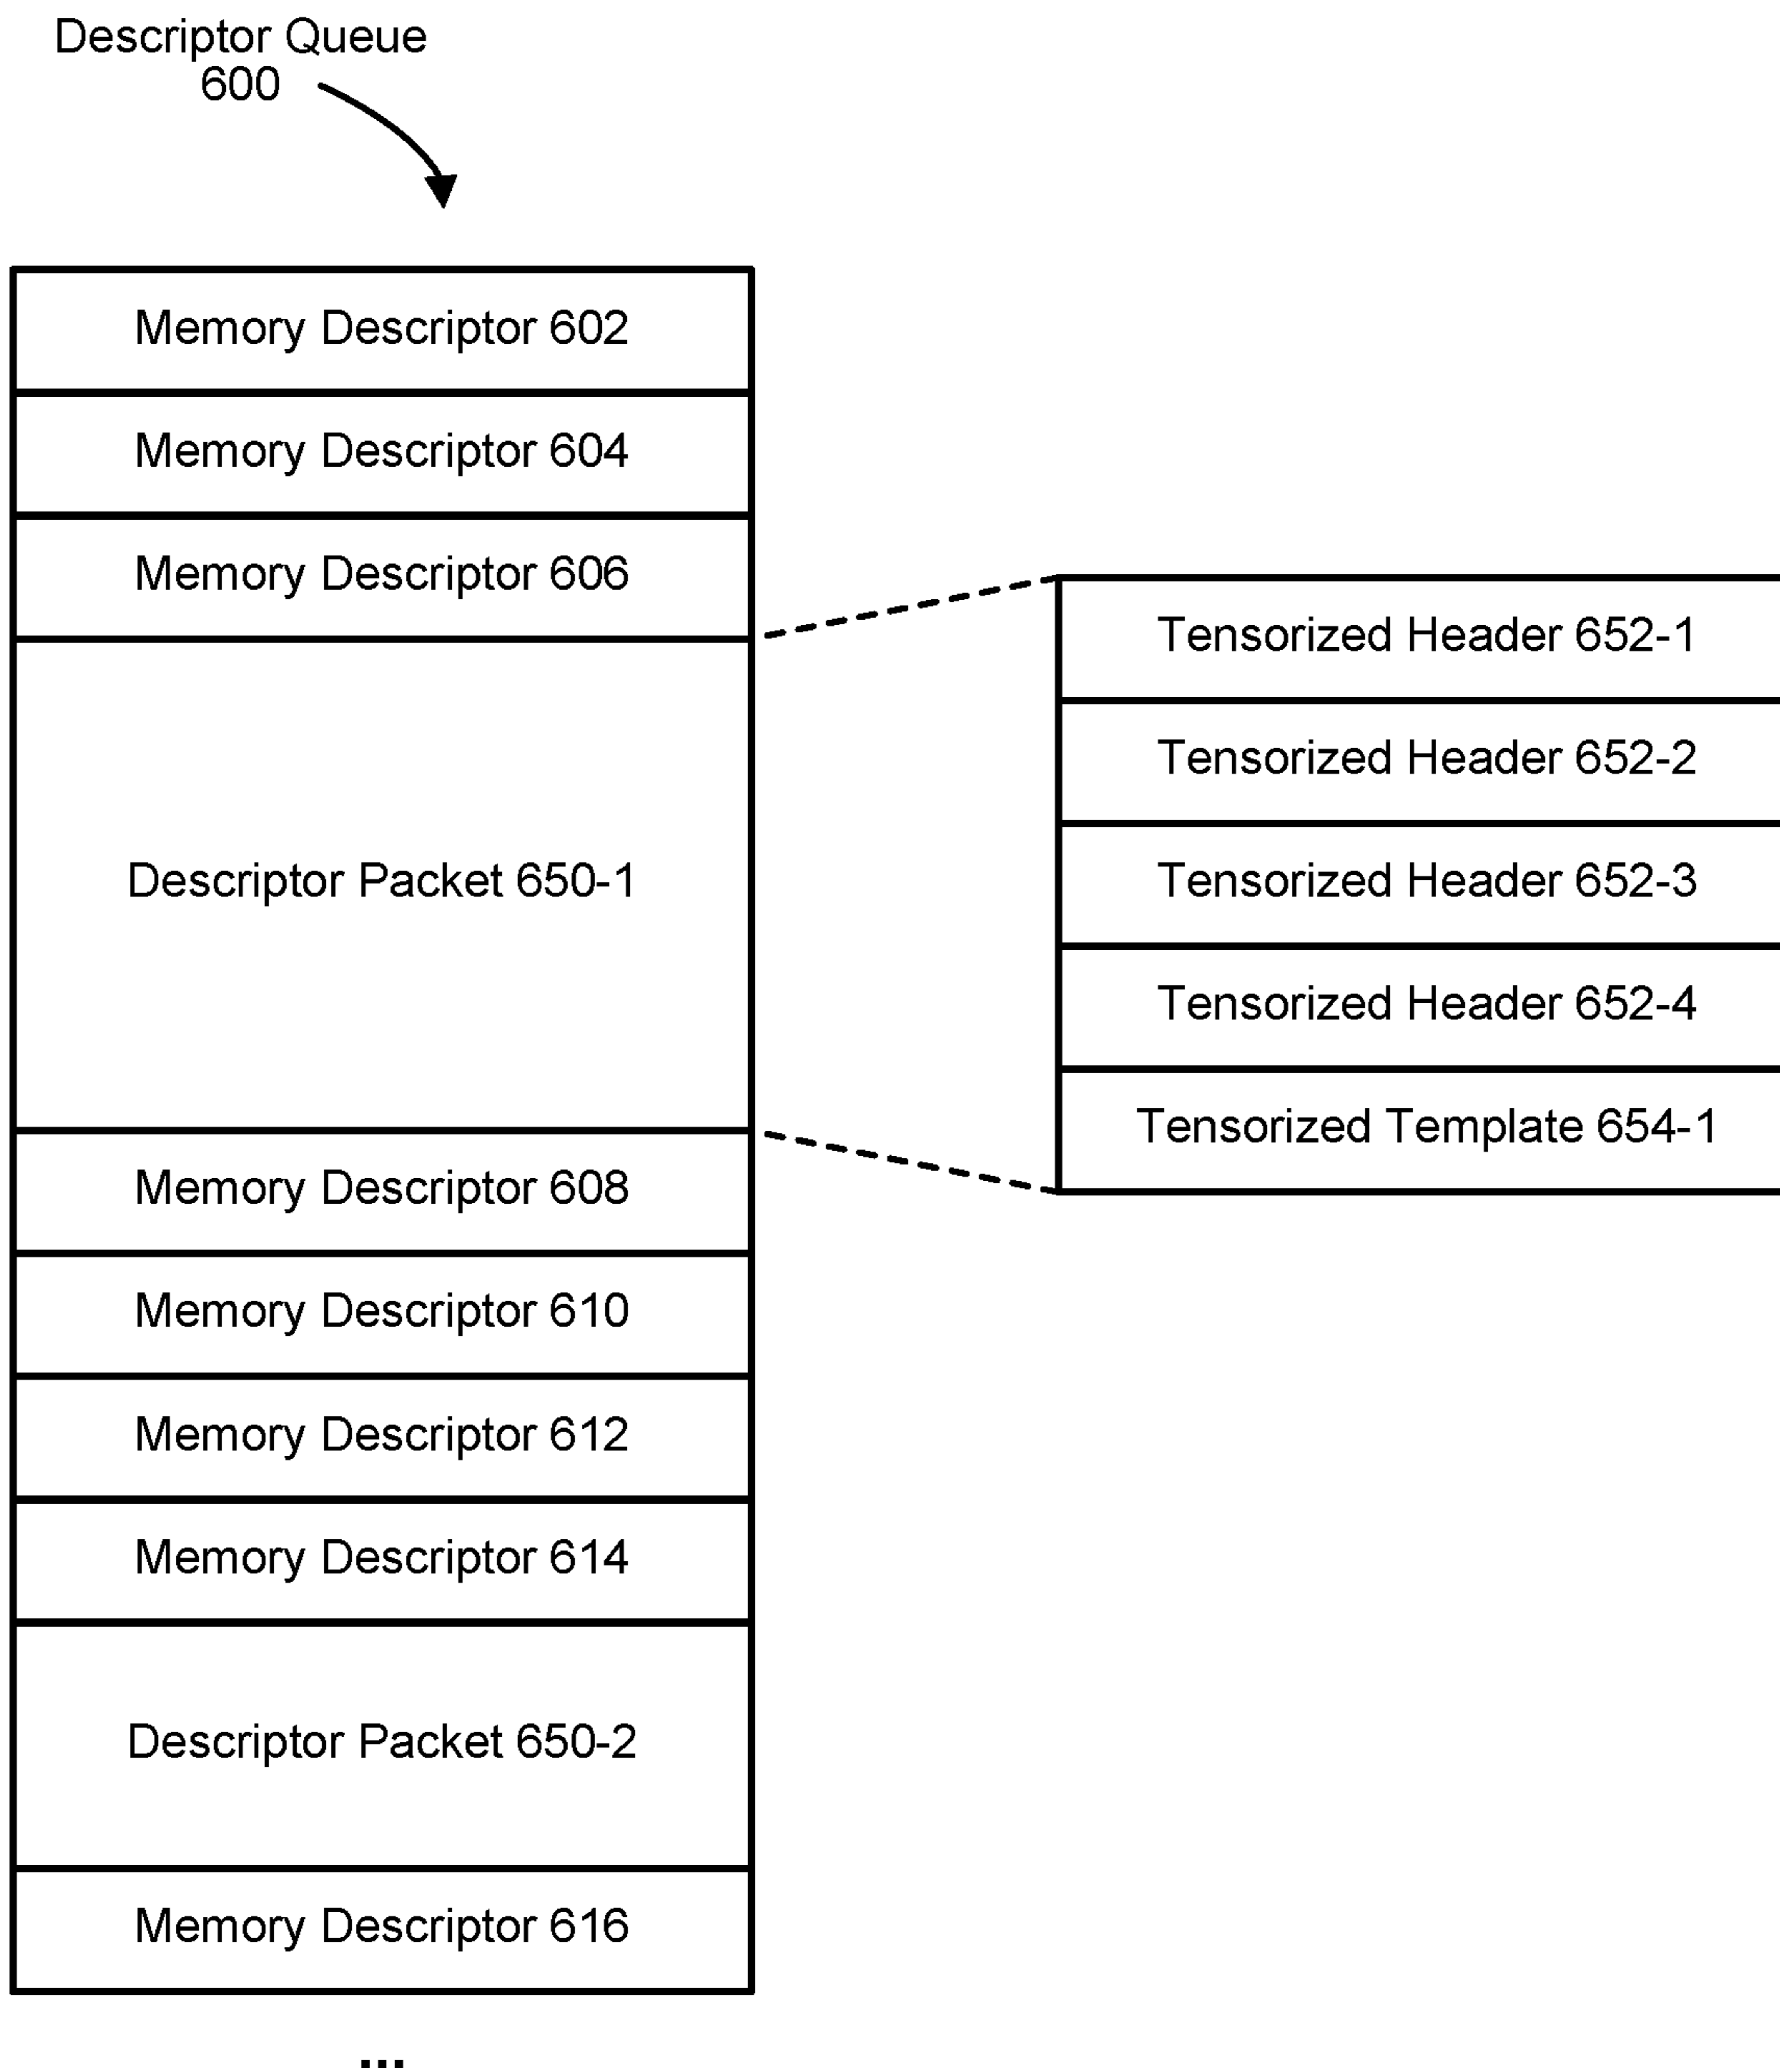 Descriptor Queue
600
Memory Descriptor 602
Memory Descriptor 604
Memory Descriptor 606
Descriptor Packet 650-1
Memory Descriptor 608
Memory Descriptor 610
Memory Descriptor 612
Memory Descriptor 614
Descriptor Packet 650-2
Memory Descriptor 616
...
Tensorized Header 652-1
Tensorized Header 652-2
Tensorized Header 652-3
Tensorized Header 652-4
Tensorized Template 654-1